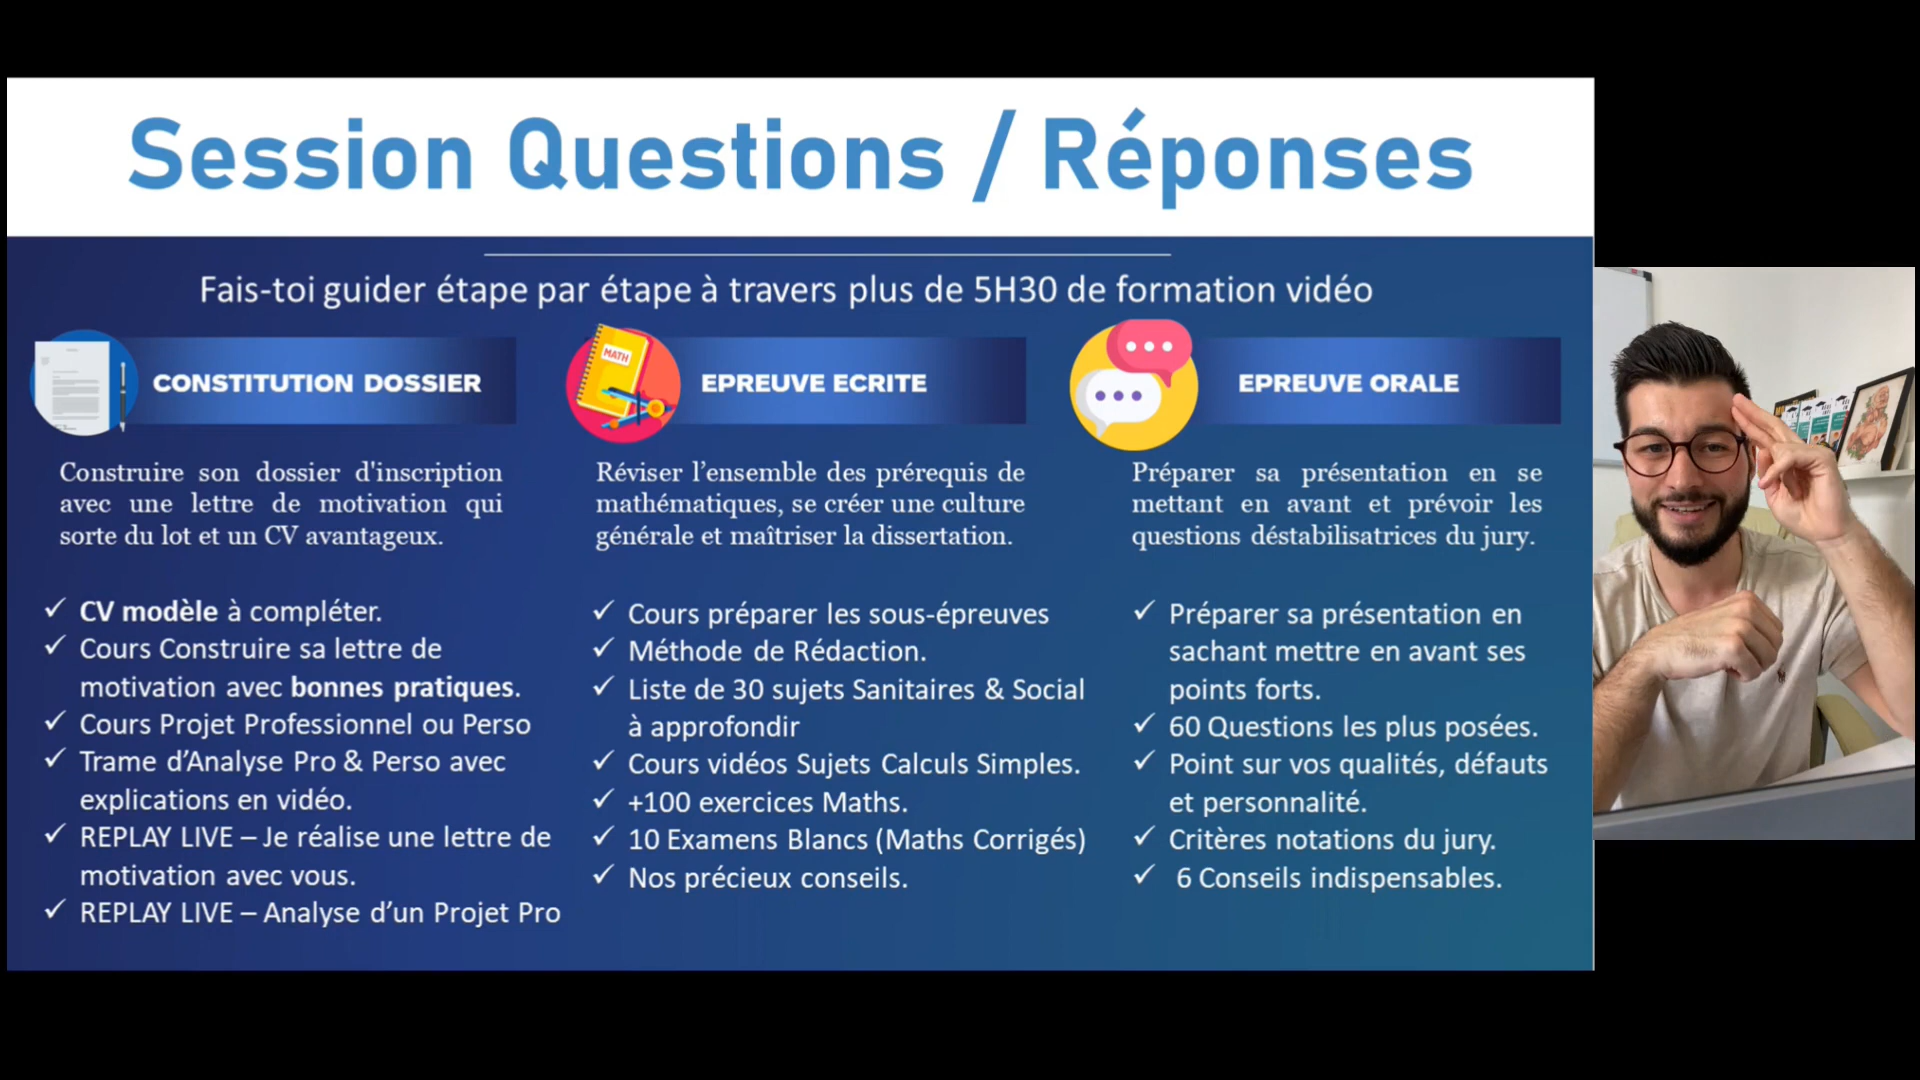 Session Questions / Réponses
Fais-toi guider étape par étape à travers plus de 5H30 de formation vidéo
CONSTITUTION DOSSIER
Construire son dossier d'inscription
avec une lettre de motivation qui
sorte du lot et un CV avantageux.
✓ CV modèle à compléter.
✓ Cours Construire sa lettre de
motivation avec bonnes pratiques.
✓ Cours Projet Professionnel ou Perso
✓ Trame d’Analyse Pro & Perso avec
explications en vidéo.
✓ REPLAY LIVE – Je réalise une lettre de
motivation avec vous.
✓ REPLAY LIVE – Analyse d’un Projet Pro
MATH
EPREUVE ECRITE
Réviser l’ensemble des prérequis de
mathématiques, se créer une culture
générale et maîtriser la dissertation.
✓ Cours préparer les sous-épreuves
✓ Méthode de Rédaction.
✓ Liste de 30 sujets Sanitaires & Social
à approfondir
✓ Cours vidéos Sujets Calculs Simples.
✓ +100 exercices Maths.
✓ 10 Examens Blancs (Maths Corrigés)
✓ Nos précieux conseils.
EPREUVE ORALE
Préparer sa présentation en se
mettant en avant et prévoir les
questions déstabilisatrices du jury.
✓ Préparer sa présentation en
sachant mettre en avant ses
points forts.
✓ 60 Questions les plus posées.
✓ Point sur vos qualités, défauts
et personnalité.
✓ Critères notations du jury.
✓ 6 Conseils indispensables.